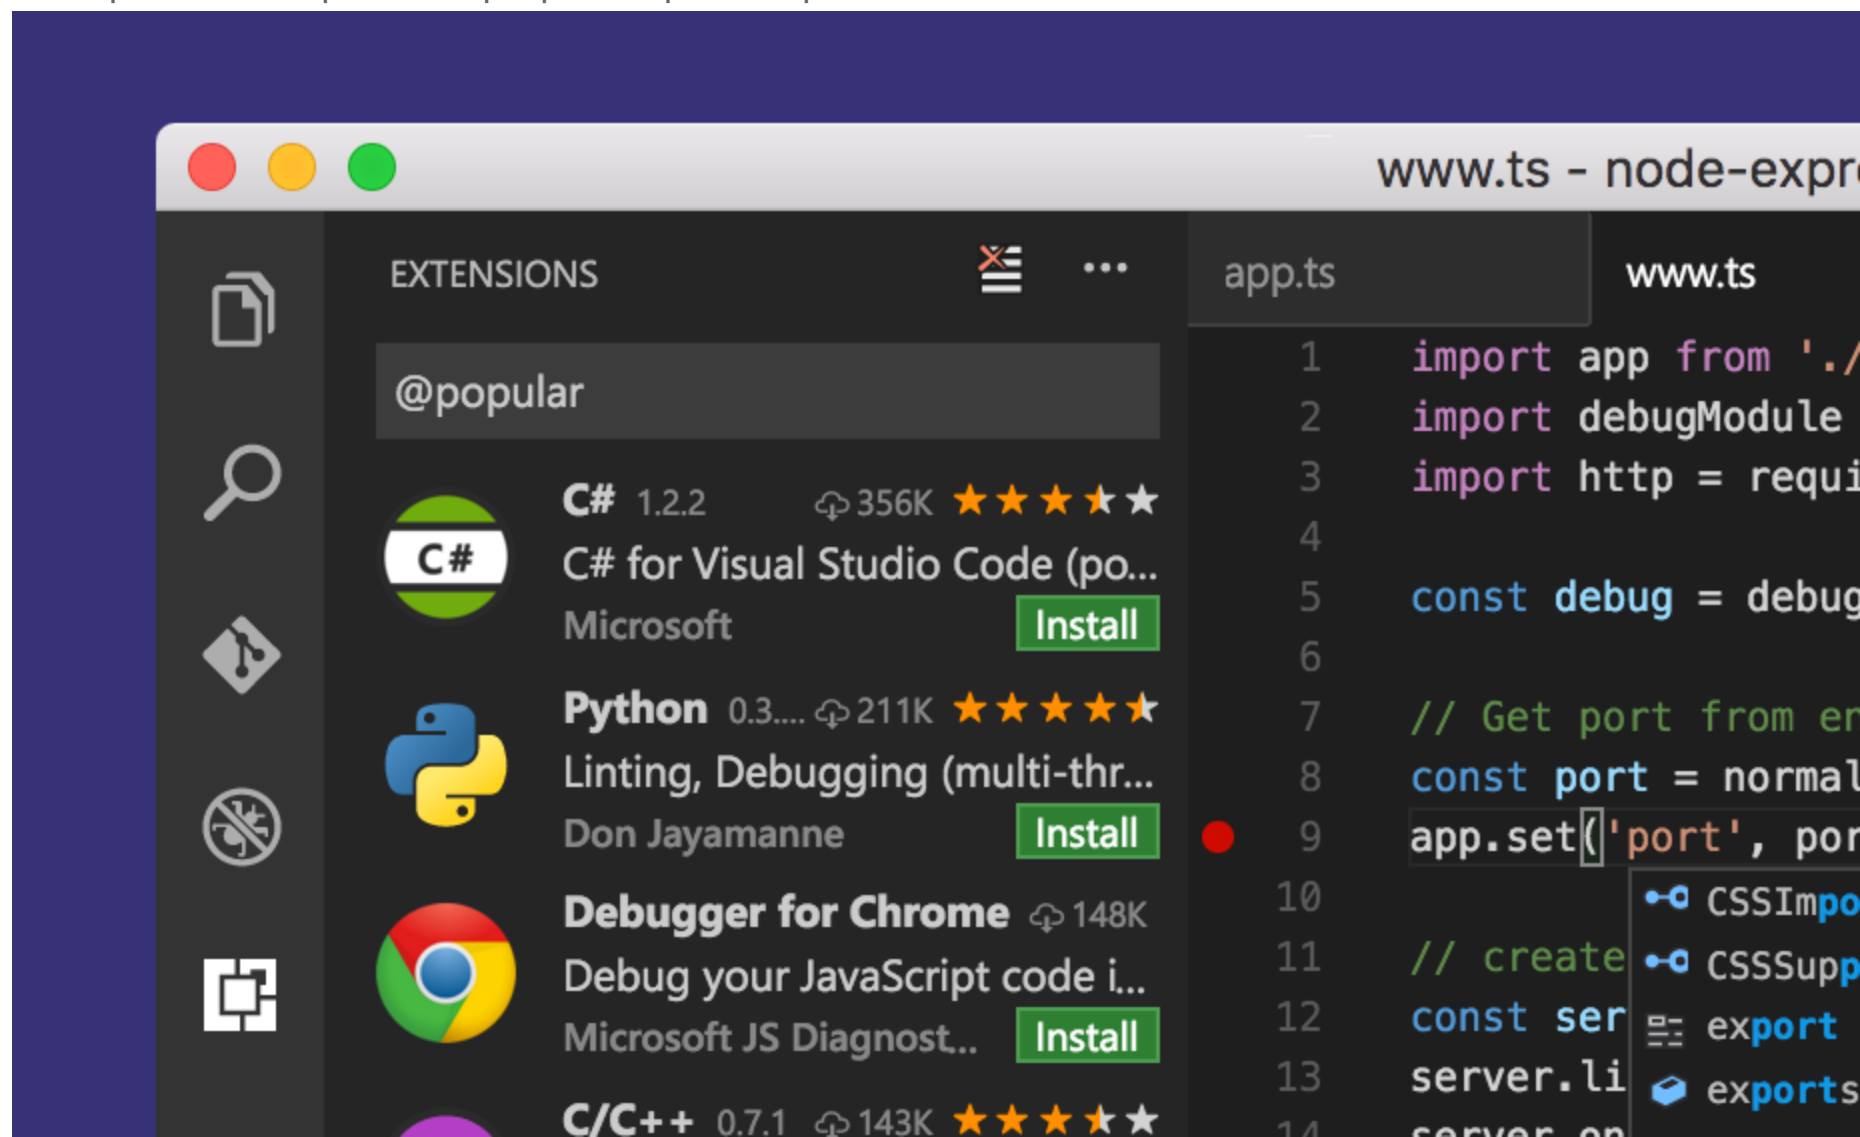 www.ts - node-expr
EXTENSIONS
@popular
C#
C# 1.2.2 356K
C# for Visual Studio Code (po...
Microsoft
Install
Python 0.3.... 211K
Linting, Debugging (multi-thr...
Don Jayamanne
Install
Debugger for Chrome 148K
Debug your JavaScript code i...
Microsoft JS Diagnost...
Install
C/C++ 0.7.1 143K
app.ts
www.ts
1 import app from './
2 import debugModule
3 import http = requi
4
5 const debug = debug
6
7 // Get port from en
8 const port = normal
9 app.set('port', por
10
11 // create
12 const ser
13 server.li
14 server.on
CSSImpo
CSSSupp
export
exports